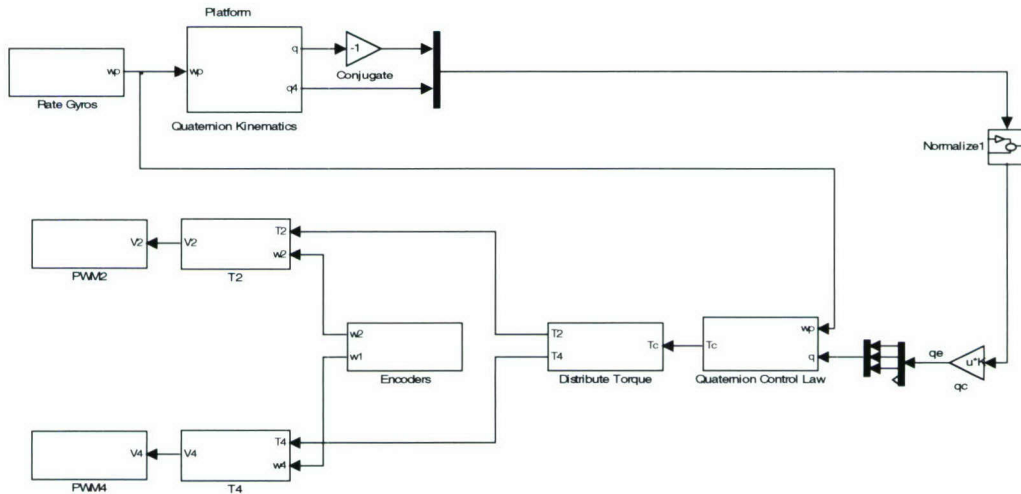 Platform
wp
Rate Gyros
wp
q
q4
Quaternion Kinematics
-1
Conjugate
Normalize1
V2
PWM2
V2
T2
w2
T2
w2
w1
Encoders
T2
T4
Tc
Distribute Torque
Tc
wp
q
Quaternion Control Law
qe
u*K
qc
V4
PWM4
V4
T4
w4
T4